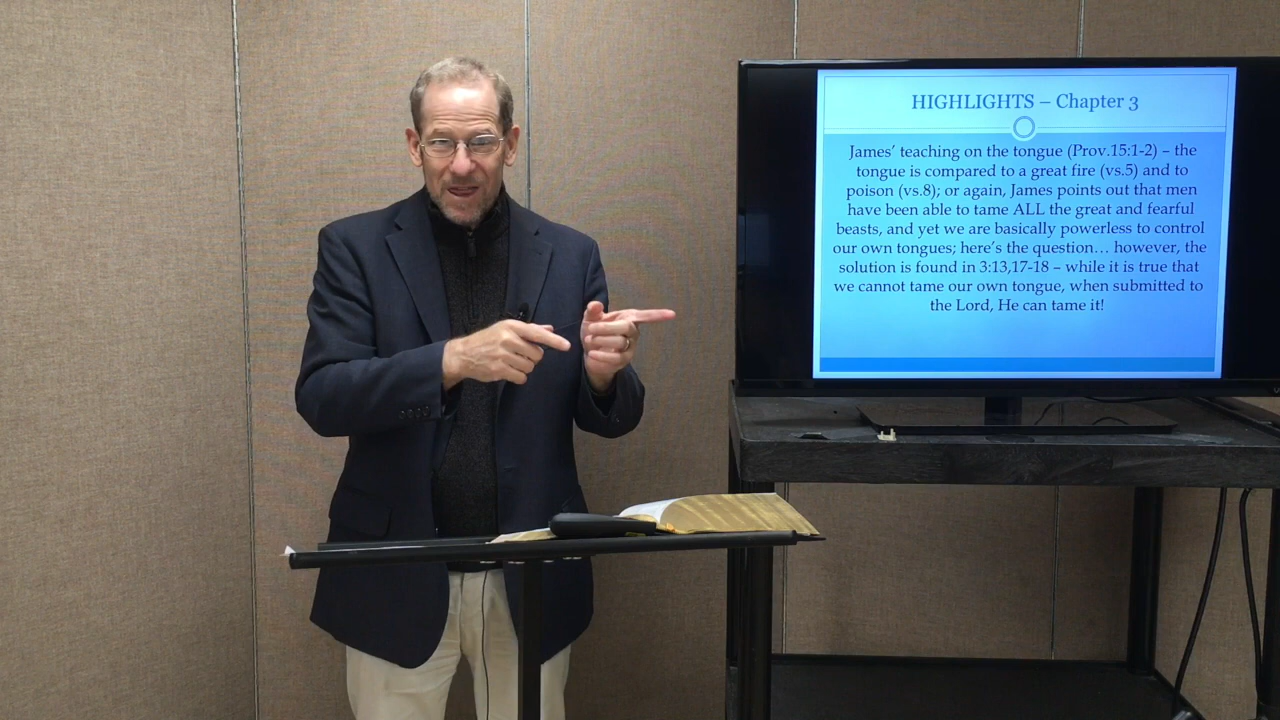 HIGHLIGHTS – Chapter 3
James' teaching on the tongue (Prov.15:1-2) – the
tongue is compared to a great fire (vs.5) and to
poison (vs.8); or again, James points out that men
have been able to tame ALL the great and fearful
beasts, and yet we are basically powerless to control
our own tongues; here's the question… however, the
solution is found in 3:13,17-18 – while it is true that
we cannot tame our own tongue, when submitted to
the Lord, He can tame it!